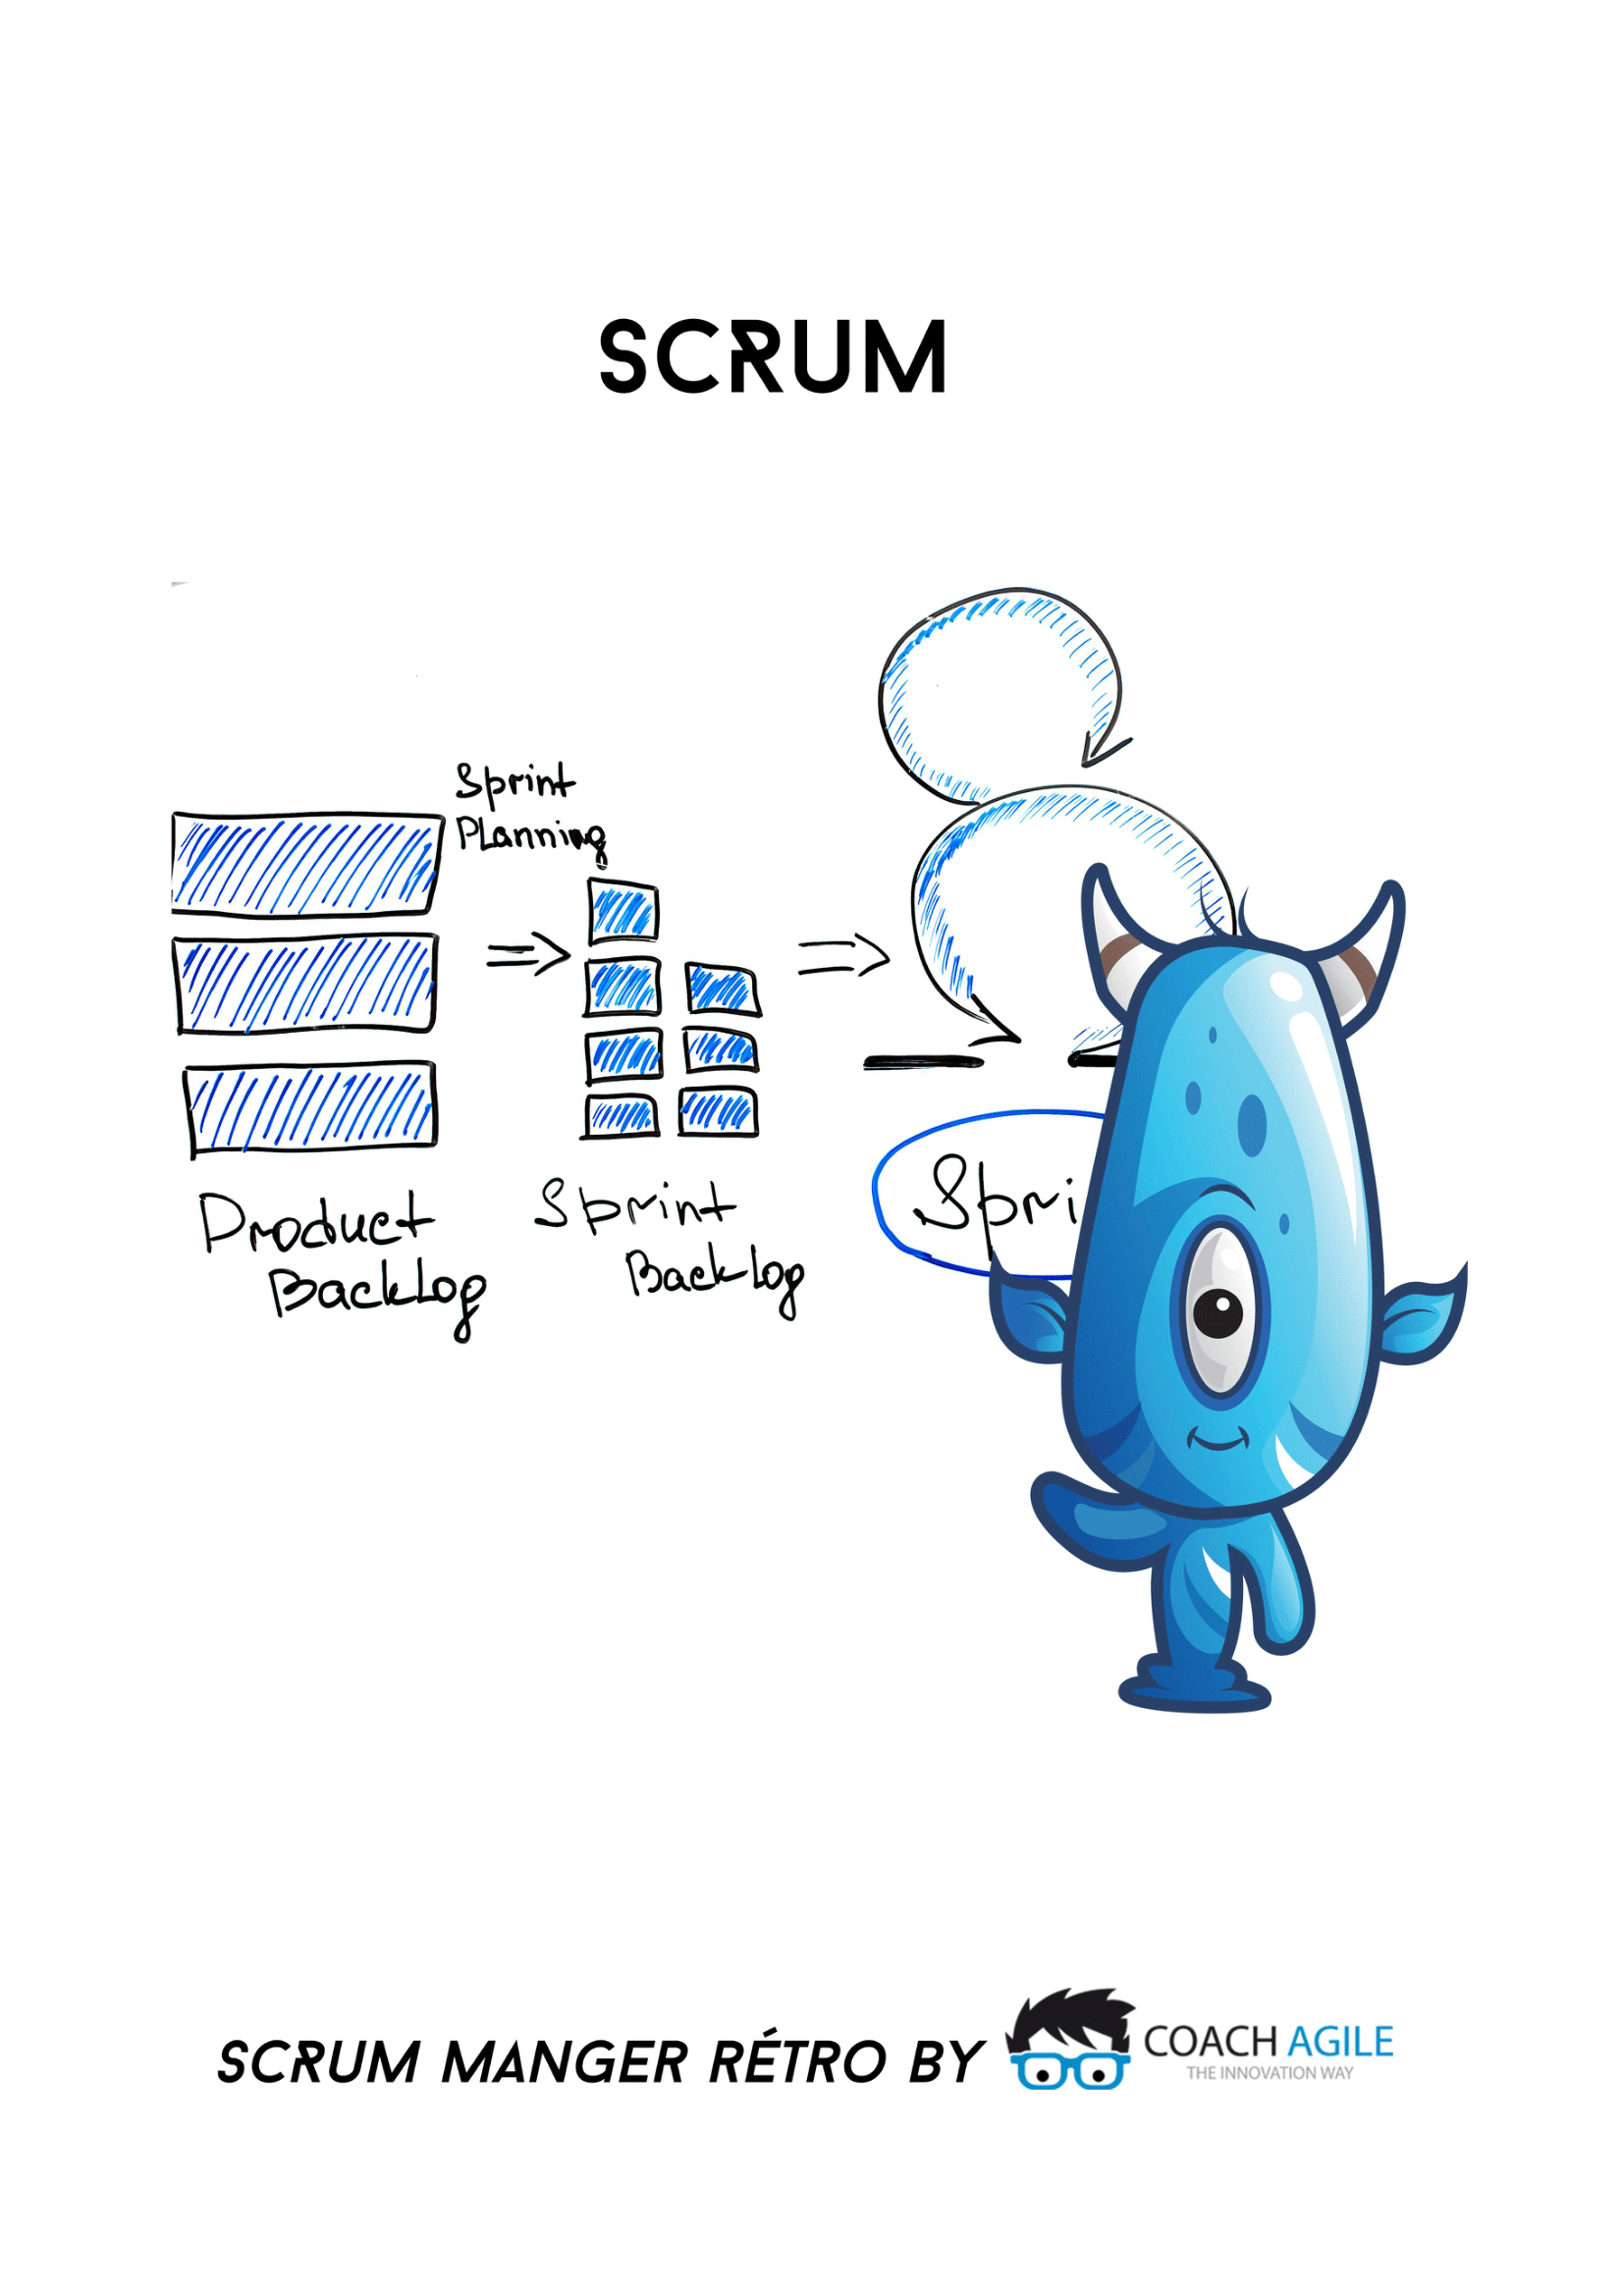 SCRUM
Sprint
Planning
Product
Backlog
Sprint
Backlog
Spri
SCRUM MANGER RÉTRO BY
COACH AGILE
THE INNOVATION WAY